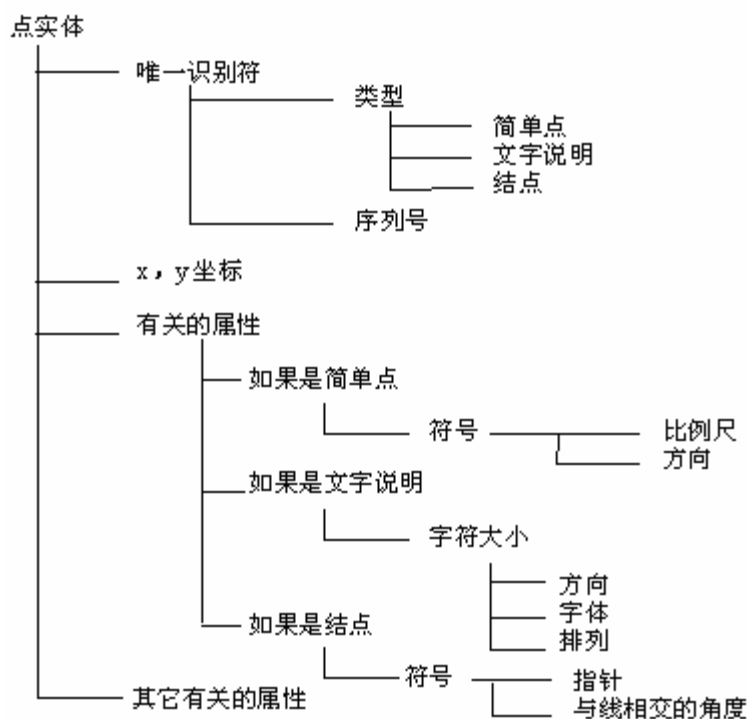 点实体
唯一识别符
类型
简单点
文字说明
结点
序列号
x，y坐标
有关的属性
如果是简单点
符号
比例尺
方向
如果是文字说明
字符大小
方向
字体
排列
如果是结点
符号
指针
与线相交的角度
其它有关的属性